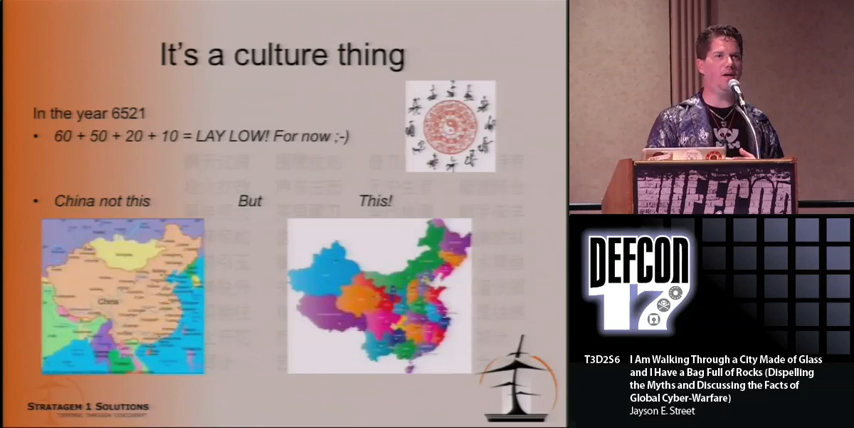 It's a culture thing
In the year 6521
• 60 + 50 + 20 + 10 = LAY LOW! For now ;-)
• China not this But This!
China
STRATAGEM 1 SOLUTIONS
DEFCON
DEFCON
17
T3D2S6 I Am Walking Through a City Made of Glass
and I Have a Bag Full of Rocks (Dispelling
the Myths and Discussing the Facts of
Global Cyber-Warfare)
Jayson E. Street